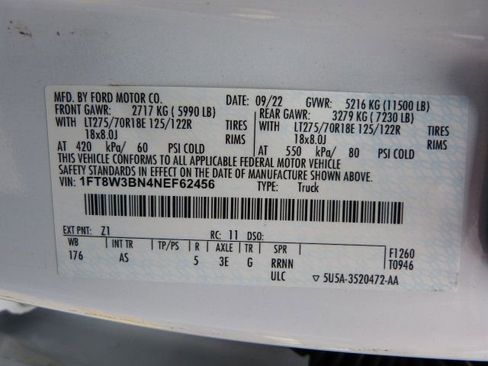 MFD. BY FORD MOTOR CO. DATE: 09/22 GVWR: 5216 KG (11500 LB)
FRONT GAWR: 2717 KG (5990 LB) REAR GAWR: 3279 KG (7230 LB)
WITH LT275/70R18E 125/122R TIRES WITH LT275/70R18E 125/122R TIRES
18x8.0J RIMS 18x8.0J RIMS
AT 420 kPa/ 60 PSI COLD AT 550 kPa/ 80 PSI COLD
THIS VEHICLE CONFORMS TO ALL APPLICABLE FEDERAL MOTOR VEHICLE
SAFETY STANDARDS IN EFFECT ON THE DATE OF MANUFACTURE SHOWN ABOVE.
VIN: 1FT8W3BN4NEF62456 TYPE: Truck
EXT PNT: Z1 RC: 11 DSO:
WB INT TR TP/PS R AXLE TR SPR F1260
176 AS 5 3E G RRNN T0946
ULC 5U5A-3520472-AA